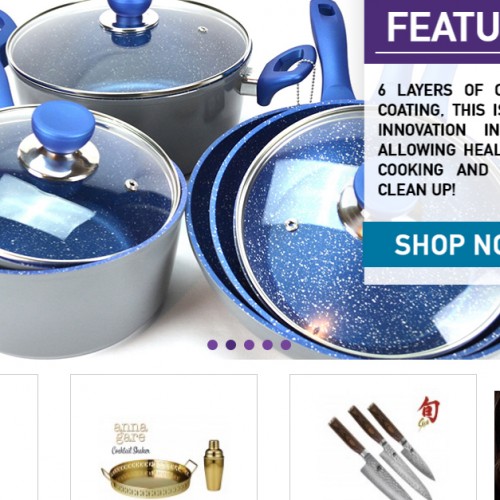 FEATU
6 LAYERS OF
COATING, THIS IS
INNOVATION IN
ALLOWING HEAL
COOKING AND
CLEAN UP!
SHOP NO
anna
gare
Cocktail Shaker
旬